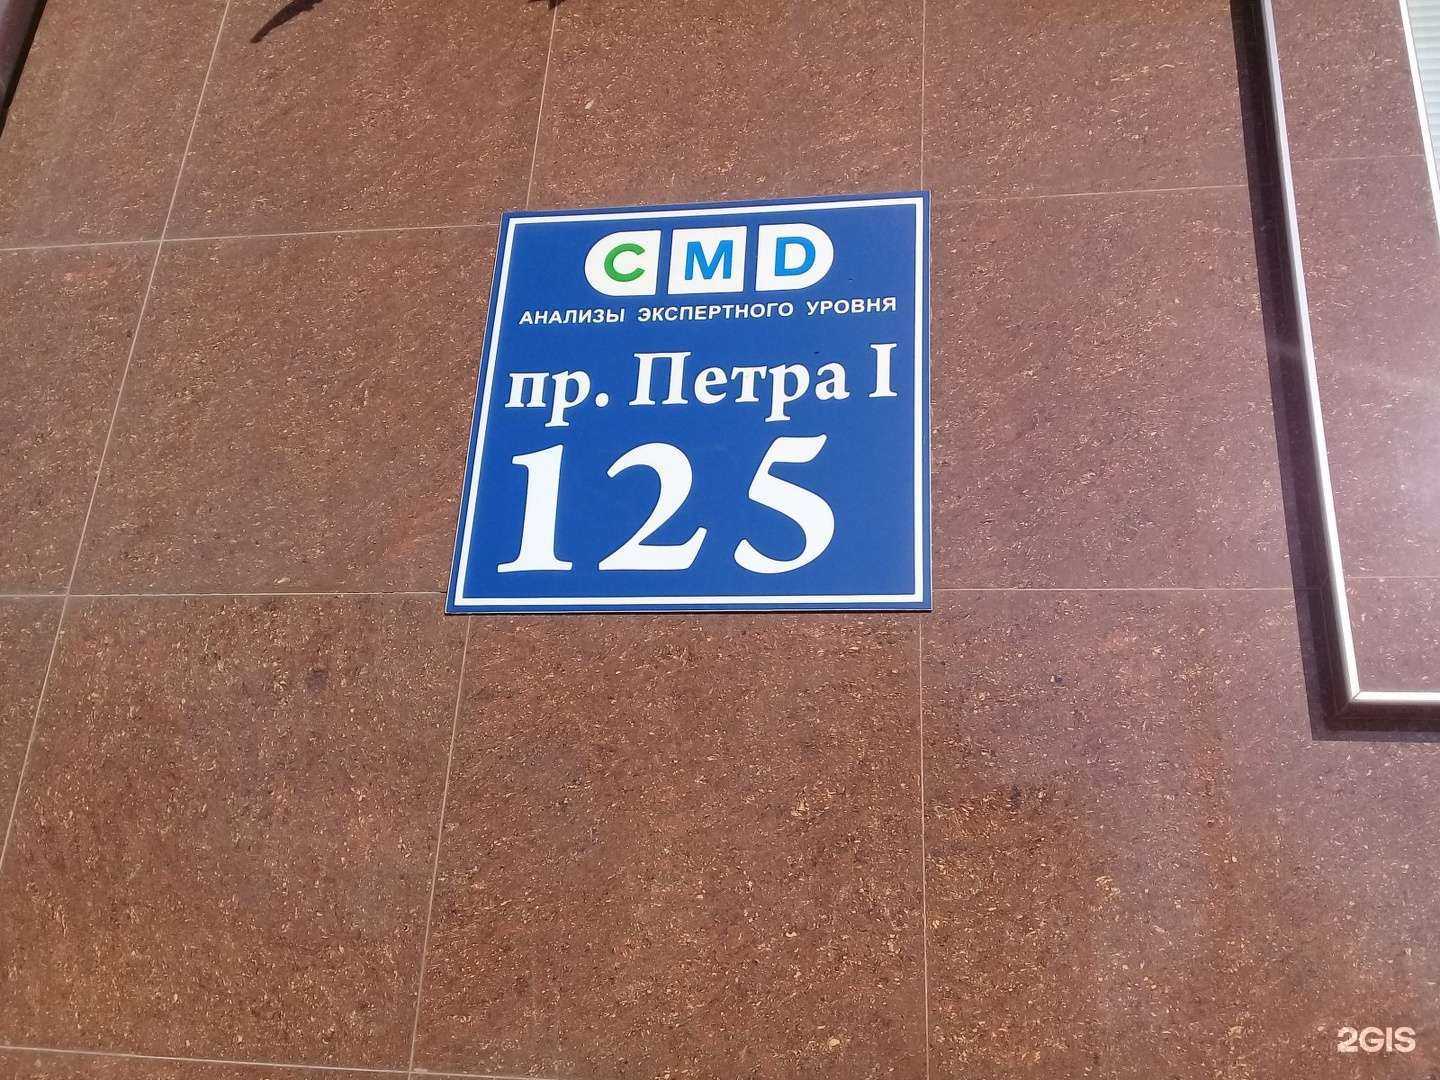 CMD
АНАЛИЗЫ ЭКСПЕРТНОГО УРОВНЯ
пр. Петра I
125
2GIS